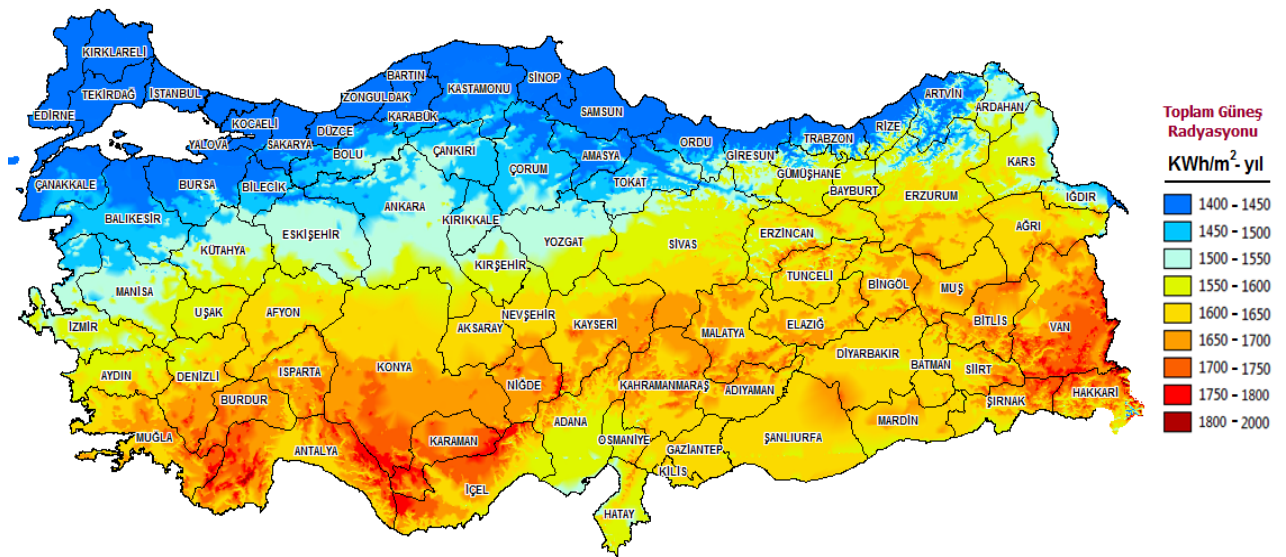 KIRKLARELİ
TEKİRDAĞ
İSTANBUL
EDİRNE
KOCAELİ
YALOVA
SAKARYA
DÜZCE
BOLU
ZONGULDAK
BARTIN
KARABÜK
KASTAMONU
SİNOP
SAMSUN
ÇANKIRI
ÇORUM
AMASYA
TOKAT
ORDU
GİRESUN
TRABZON
RİZE
ARTVİN
ARDAHAN
GÜMÜŞHANE
BAYBURT
ERZURUM
KARS
IĞDIR
AĞRI
ÇANAKKALE
BURSA
BİLECİK
BALIKESİR
KÜTAHYA
ESKİŞEHİR
ANKARA
KIRIKKALE
YOZGAT
KIRŞEHİR
SİVAS
ERZİNCAN
TUNCELİ
BİNGÖL
MUŞ
BİTLİS
VAN
MANİSA
İZMİR
UŞAK
AFYON
AKSARAY
NEVŞEHİR
KAYSERİ
MALATYA
ELAZIĞ
DİYARBAKIR
BATMAN
SİİRT
ŞIRNAK
HAKKARİ
AYDIN
DENİZLİ
ISPARTA
BURDUR
KONYA
NİĞDE
KAHRAMANMARAŞ
ADIYAMAN
MARDİN
MUĞLA
ANTALYA
KARAMAN
İÇEL
ADANA
OSMANİYE
GAZİANTEP
ŞANLIURFA
KİLİS
HATAY
Toplam Güneş
Radyasyonu
KWh/m²- yıl
1400 - 1450
1450 - 1500
1500 - 1550
1550 - 1600
1600 - 1650
1650 - 1700
1700 - 1750
1750 - 1800
1800 - 2000